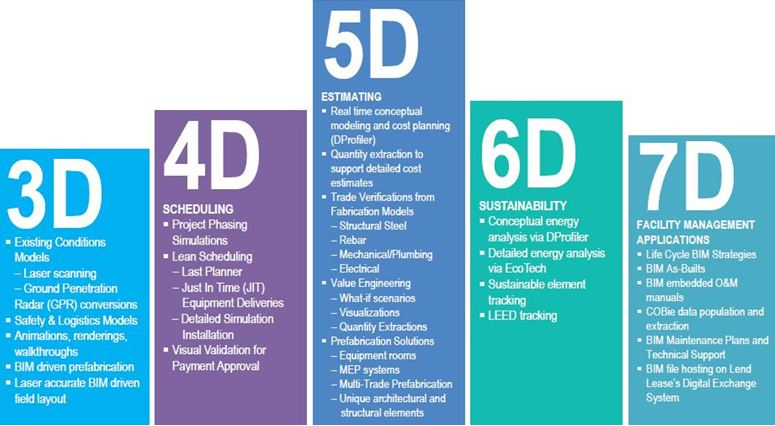 3D
▪ Existing Conditions
Models
– Laser scanning
– Ground Penetration
Radar (GPR) conversions
▪ Safety & Logistics Models
▪ Animations, renderings,
walkthroughs
▪ BIM driven prefabrication
▪ Laser accurate BIM driven
field layout
4D
SCHEDULING
▪ Project Phasing
Simulations
▪ Lean Scheduling
– Last Planner
– Just In Time (JIT)
Equipment Deliveries
– Detailed Simulation
Installation
▪ Visual Validation for
Payment Approval
5D
ESTIMATING
▪ Real time conceptual
modeling and cost planning
(DProfiler)
▪ Quantity extraction to
support detailed cost
estimates
▪ Trade Verifications from
Fabrication Models
– Structural Steel
– Rebar
– Mechanical/Plumbing
– Electrical
▪ Value Engineering
– What-if scenarios
– Visualizations
– Quantity Extractions
▪ Prefabrication Solutions
– Equipment rooms
– MEP systems
– Multi-Trade Prefabrication
– Unique architectural and
structural elements
6D
SUSTAINABILITY
▪ Conceptual energy
analysis via DProfiler
▪ Detailed energy analysis
via EcoTech
▪ Sustainable element
tracking
▪ LEED tracking
7D
FACILITY MANAGEMENT
APPLICATIONS
▪ Life Cycle BIM Strategies
▪ BIM As-Builts
▪ BIM embedded O&M
manuals
▪ COBie data population and
extraction
▪ BIM Maintenance Plans and
Technical Support
▪ BIM file hosting on Lend
Lease's Digital Exchange
System